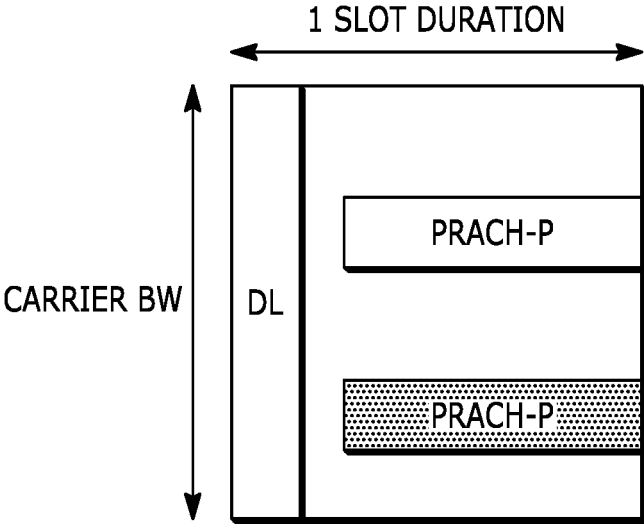 1 SLOT DURATION
PRACH-P
CARRIER BW
DL
PRACH-P